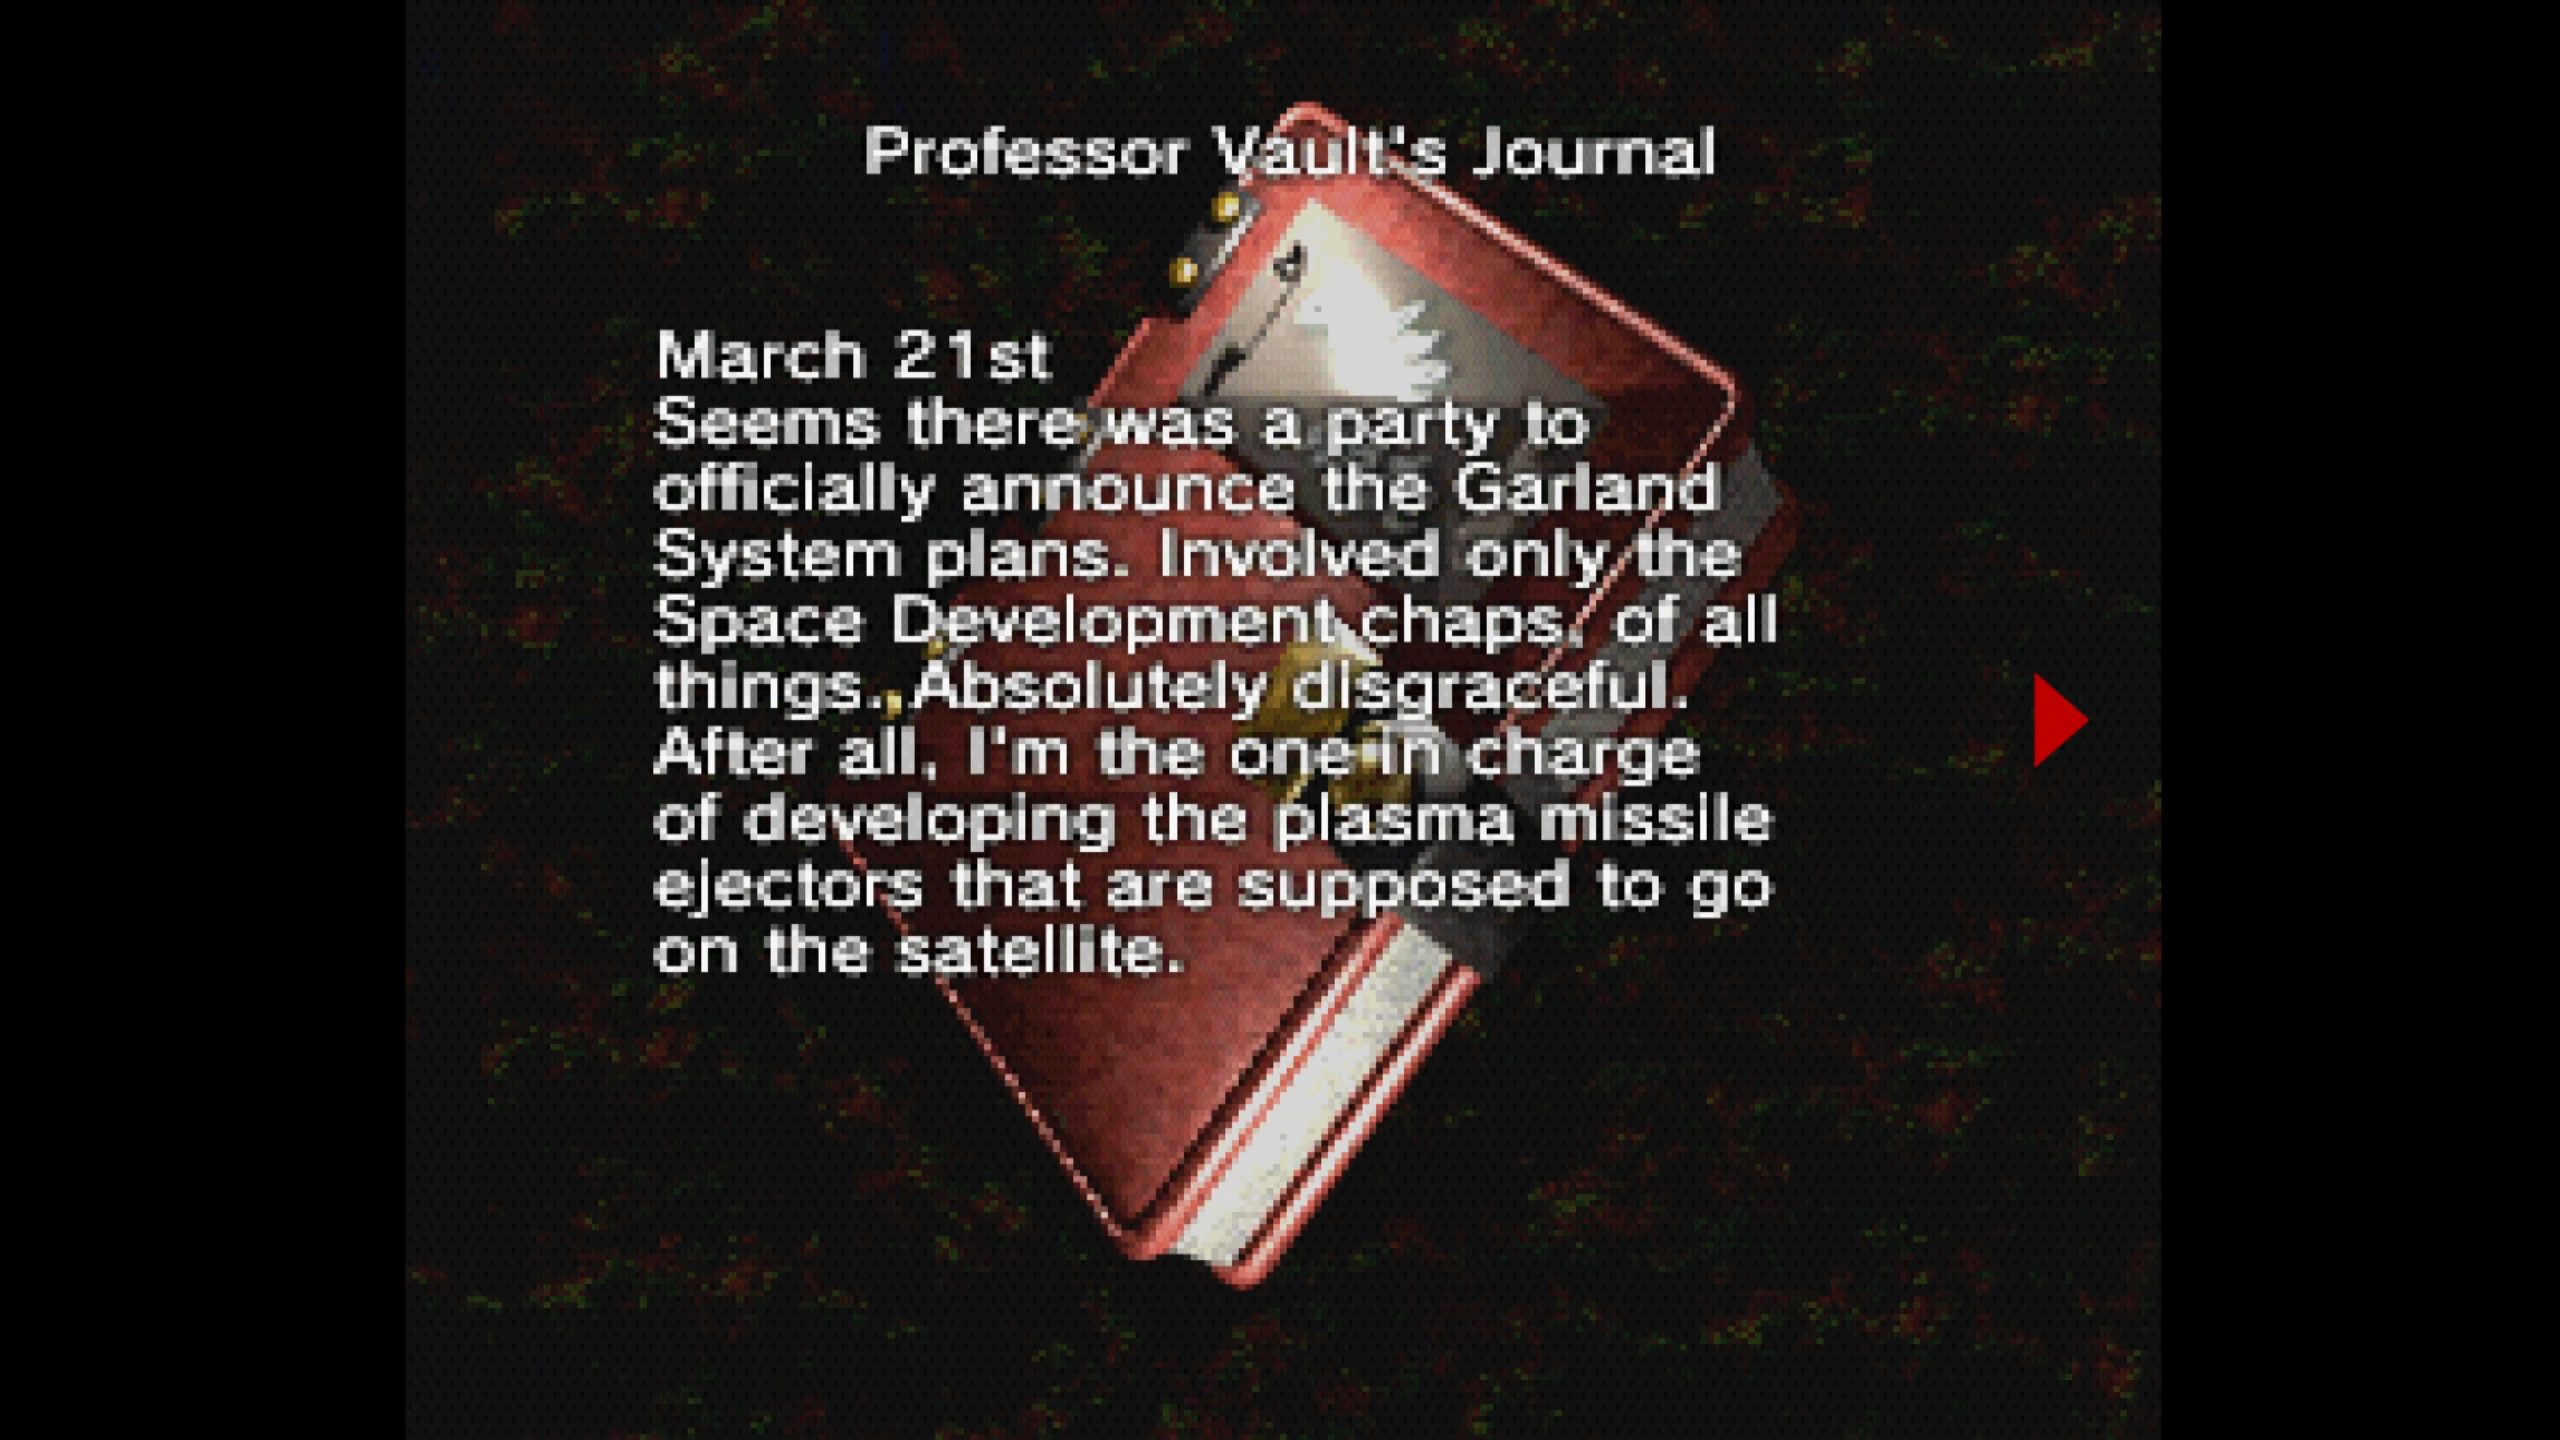 Professor Vault's Journal
March 21st
Seems there was a party to
officially announce the Garland
System plans. Involved only the
Space Development chaps, of all
things. Absolutely disgraceful.
After all, I'm the one in charge
of developing the plasma missile
ejectors that are supposed to go
on the satellite.